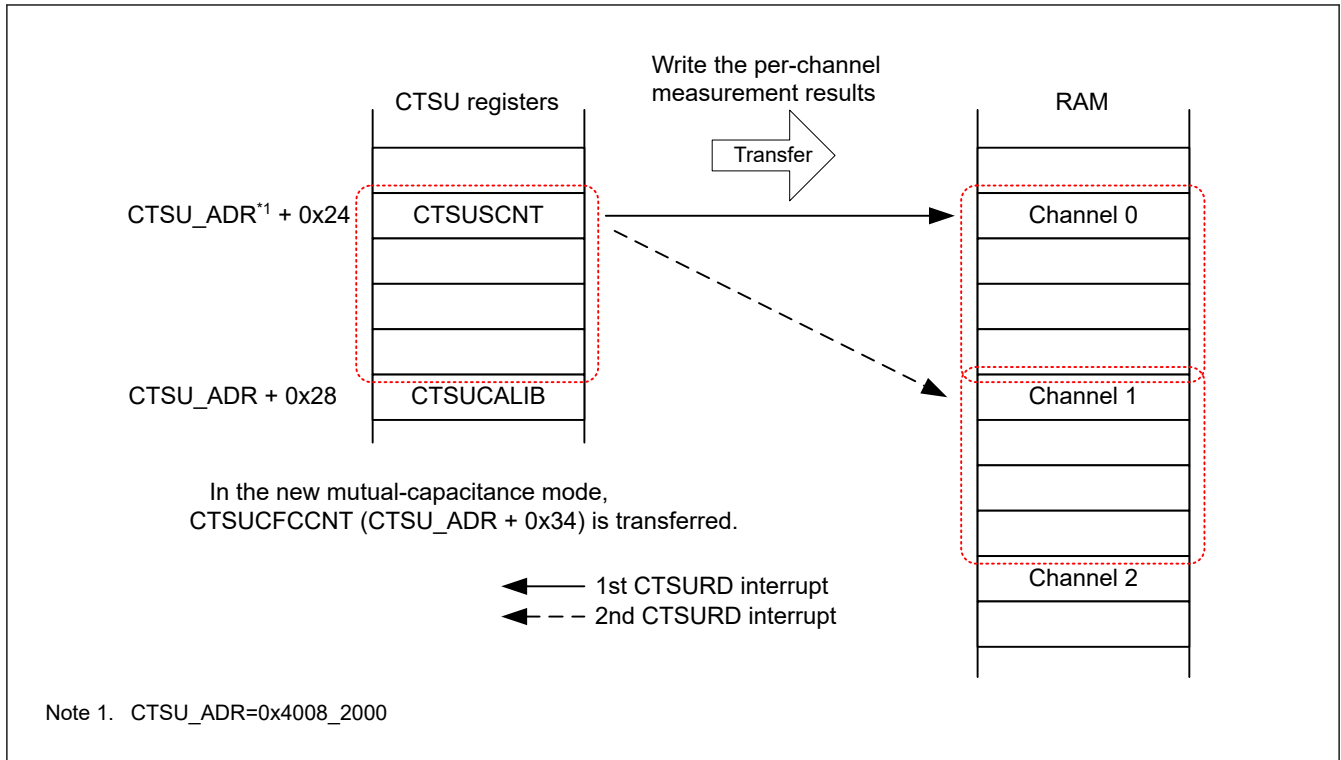 Write the per-channel
measurement results
CTSU registers
RAM
Transfer
CTSU_ADR*1 + 0x24
CTSUSCNT
Channel 0
CTSU_ADR + 0x28
CTSUCALIB
Channel 1
In the new mutual-capacitance mode,
CTSUCFCCNT (CTSU_ADR + 0x34) is transferred.
Channel 2
1st CTSURD interrupt
2nd CTSURD interrupt
Note 1. CTSU_ADR=0x4008_2000